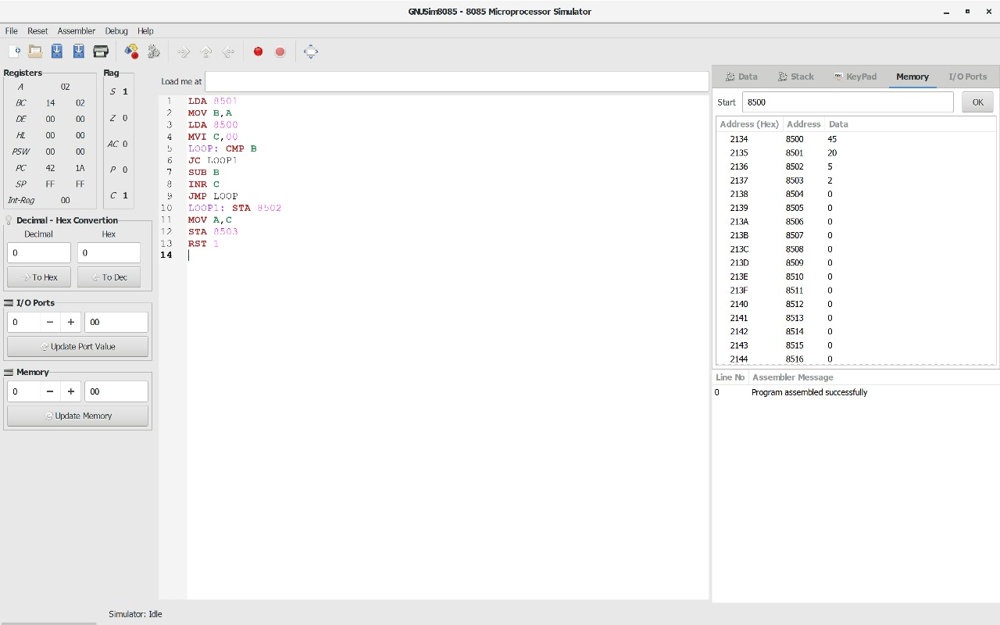 GNUSim8085 - 8085 Microprocessor Simulator
File Reset Assembler Debug Help
Registers
A 02
BC 14 02
DE 00 00
HL 00 00
PSW 00 00
PC 42 1A
SP FF FF
Int-Reg 00
Flag
S 1
Z 0
AC 0
P 0
C 1
Decimal - Hex Convertion
Decimal Hex
0 0
To Hex To Dec
I/O Ports
0 − + 00
Update Port Value
Memory
0 − + 00
Update Memory
Load me at
1 LDA 8501
2 MOV B,A
3 LDA 8500
4 MVI C,00
5 LOOP: CMP B
6 JC LOOP1
7 SUB B
8 INR C
9 JMP LOOP
10 LOOP1: STA 8502
11 MOV A,C
12 STA 8503
13 RST 1
14
Data Stack Abc KeyPad Memory I/O Ports
Start 8500 OK
Address (Hex) Address Data
2134 8500 45
2135 8501 20
2136 8502 5
2137 8503 2
2138 8504 0
2139 8505 0
213A 8506 0
213B 8507 0
213C 8508 0
213D 8509 0
213E 8510 0
213F 8511 0
2140 8512 0
2141 8513 0
2142 8514 0
2143 8515 0
2144 8516 0
Line No Assembler Message
0 Program assembled successfully
Simulator: Idle